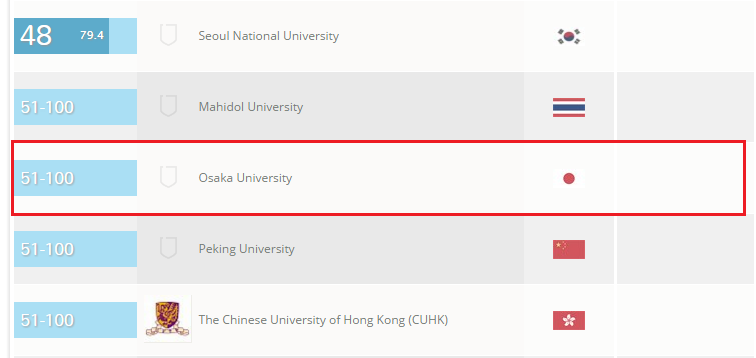 48 79.4 Seoul National University
51-100 Mahidol University
51-100 Osaka University
51-100 Peking University
51-100 The Chinese University of Hong Kong (CUHK)